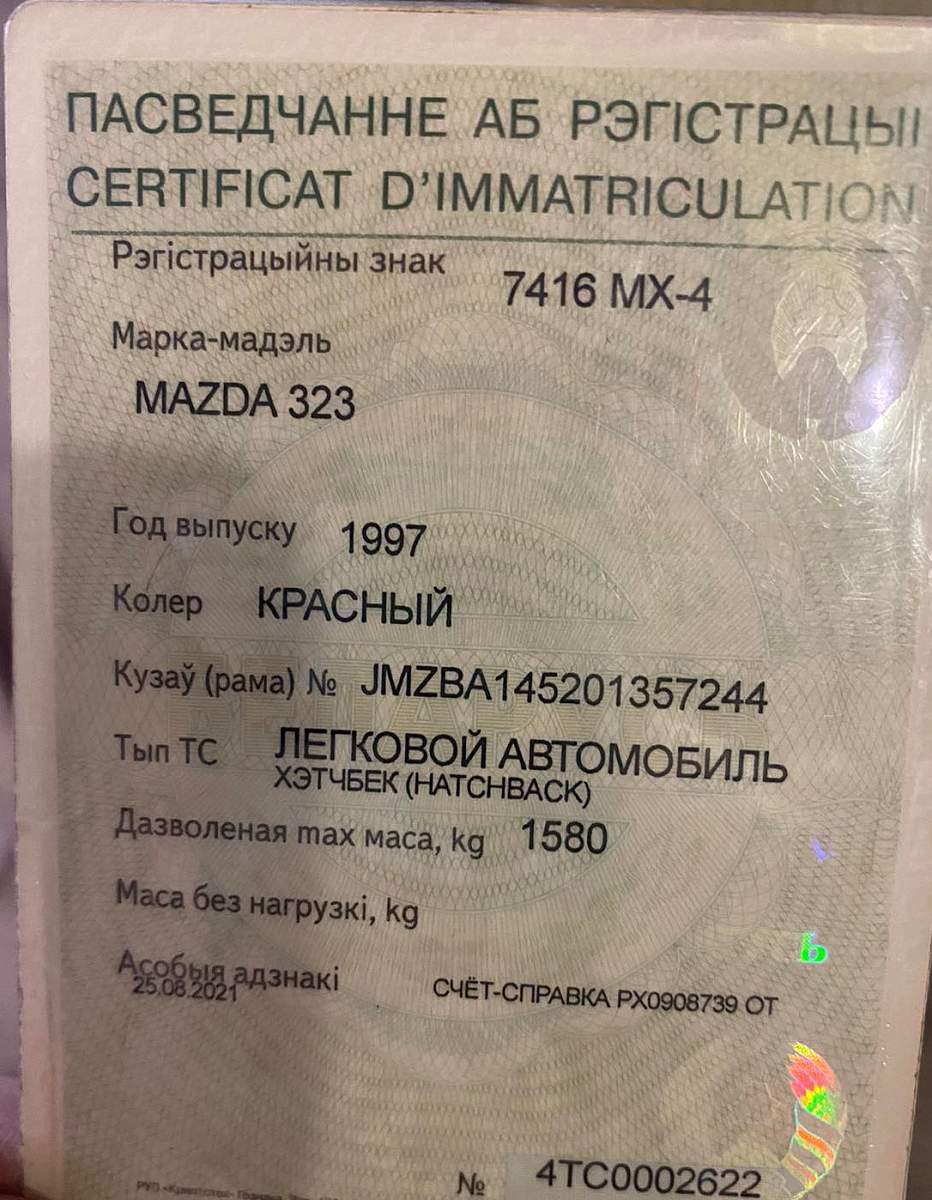 ПАСВЕДЧАННЕ АБ РЭГІСТРАЦЫІ
CERTIFICAT D'IMMATRICULATION
Рэгістрацыйны знак 7416 MX-4
Марка-мадэль
MAZDA 323
Год выпуску 1997
Колер КРАСНЫЙ
Кузаў (рама) № JMZBA145201357244
Тып ТС ЛЕГКОВОЙ АВТОМОБИЛЬ
ХЭТЧБЕК (HATCHBACK)
Дазволеная max маса, kg 1580
Маса без нагрузкі, kg
Асобыя адзнакі СЧЁТ-СПРАВКА РХ0908739 ОТ
25.08.2021
№ 4TC0002622